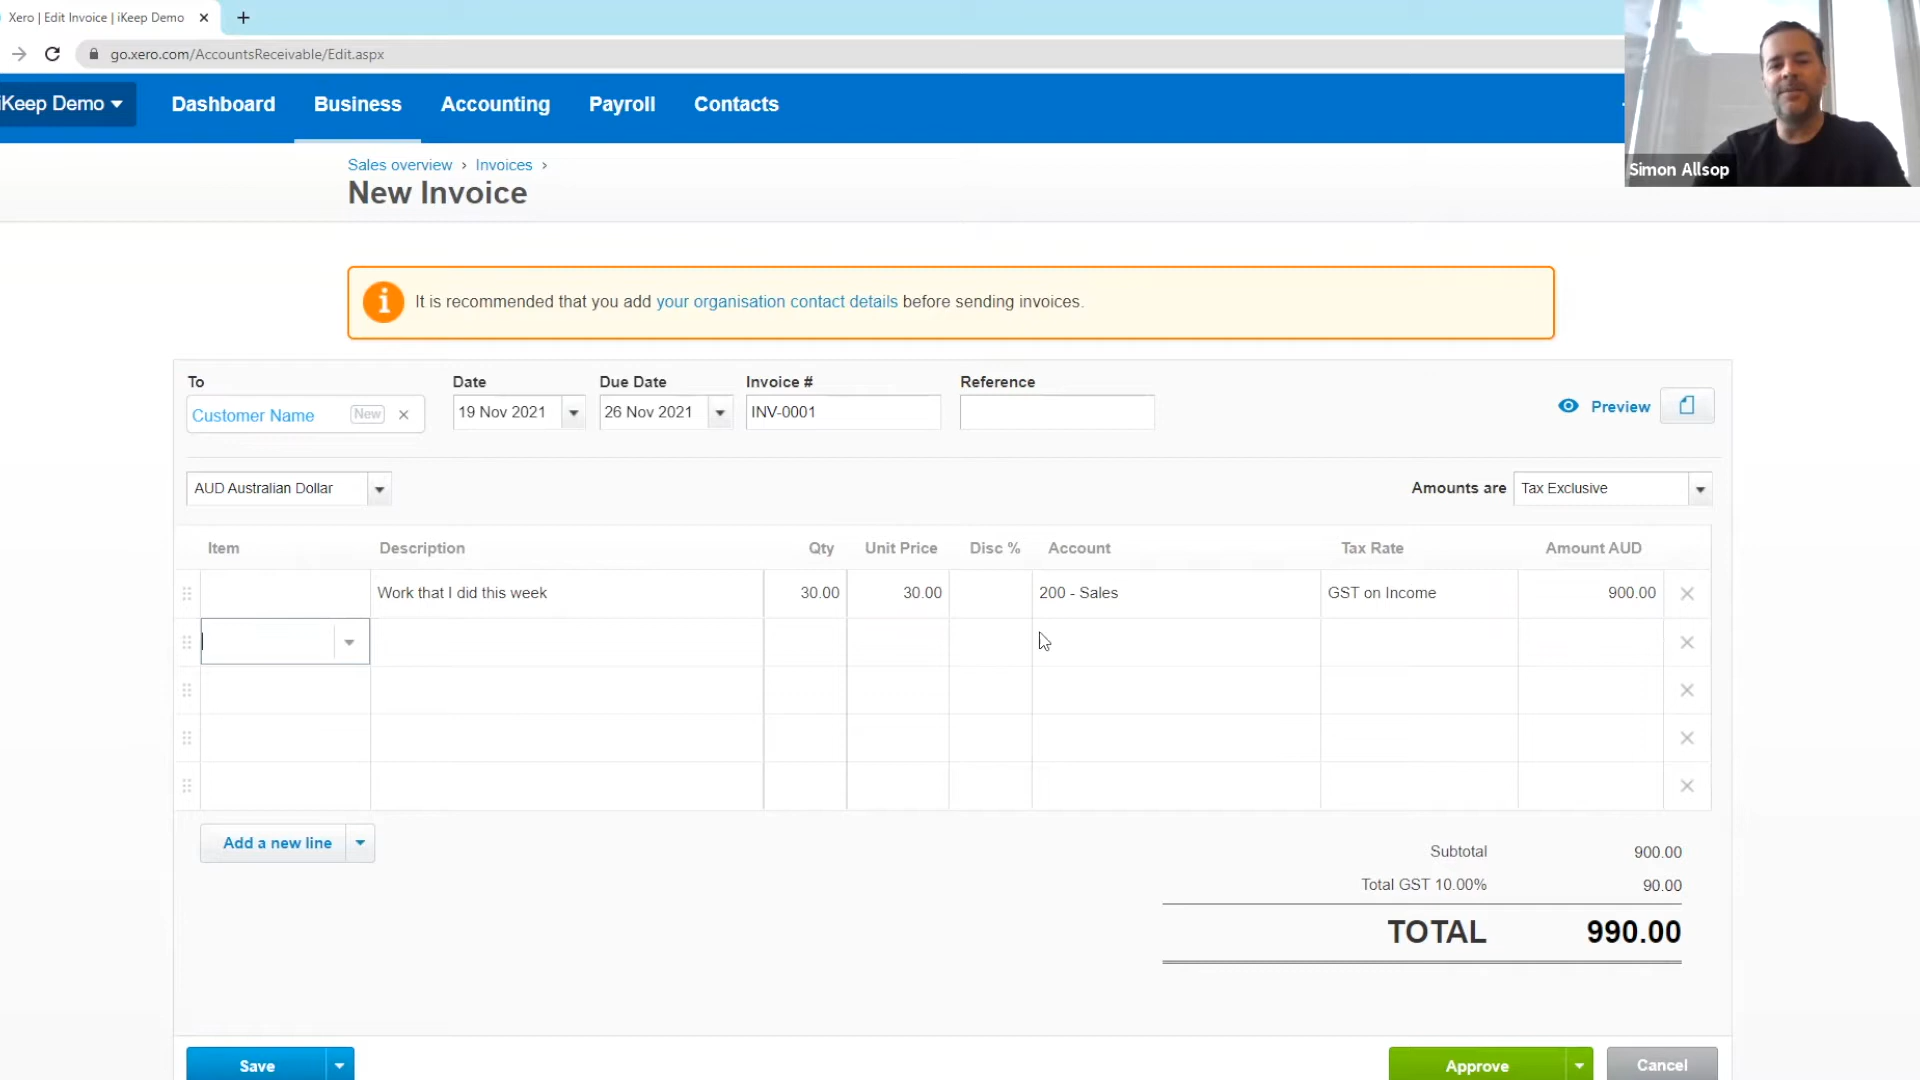 Xero | Edit Invoice | iKeep Demo
go.xero.com/AccountsReceivable/Edit.aspx
iKeep Demo Dashboard Business Accounting Payroll Contacts
Simon Allsop
Sales overview › Invoices ›
New Invoice
It is recommended that you add your organisation contact details before sending invoices.
To Date Due Date Invoice # Reference
Customer Name New 19 Nov 2021 26 Nov 2021 INV-0001 Preview
AUD Australian Dollar Amounts are Tax Exclusive
Item Description Qty Unit Price Disc % Account Tax Rate Amount AUD
Work that I did this week 30.00 30.00 200 - Sales GST on Income 900.00
Add a new line
Subtotal 900.00
Total GST 10.00% 90.00
TOTAL 990.00
Save Approve Cancel